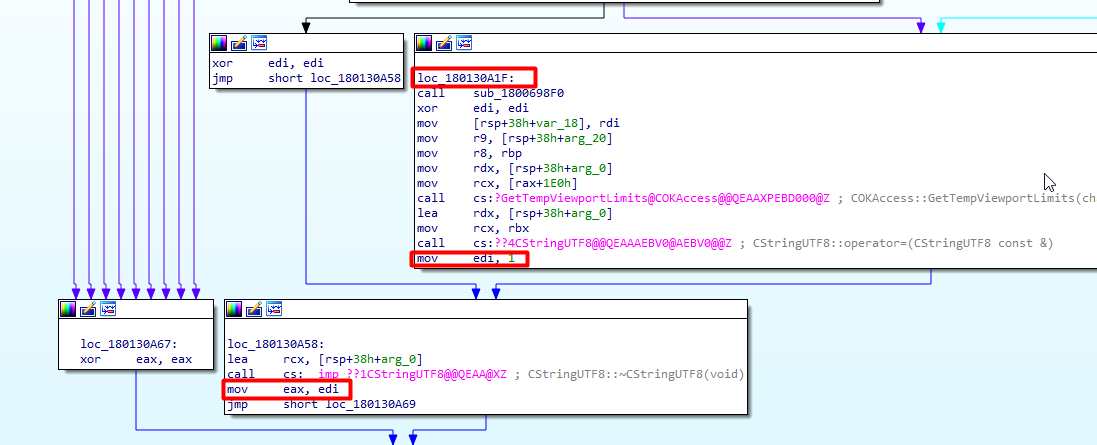 xor edi, edi
jmp short loc_180130A58
loc_180130A1F:
call sub_1800698F0
xor edi, edi
mov [rsp+38h+var_18], rdi
mov r9, [rsp+38h+arg_20]
mov r8, rbp
mov rdx, [rsp+38h+arg_0]
mov rcx, [rax+1E0h]
call cs:?GetTempViewportLimits@COKAccess@@QEAAXPEBD000@Z ; COKAccess::GetTempViewportLimits(ch
lea rdx, [rsp+38h+arg_0]
mov rcx, rbx
call cs:??4CStringUTF8@@QEAAAEBV0@AEBV0@@Z ; CStringUTF8::operator=(CStringUTF8 const &)
mov edi, 1
loc_180130A67:
xor eax, eax
loc_180130A58:
lea rcx, [rsp+38h+arg_0]
call cs: imp ??1CStringUTF8@@QEAA@XZ ; CStringUTF8::~CStringUTF8(void)
mov eax, edi
jmp short loc_180130A69